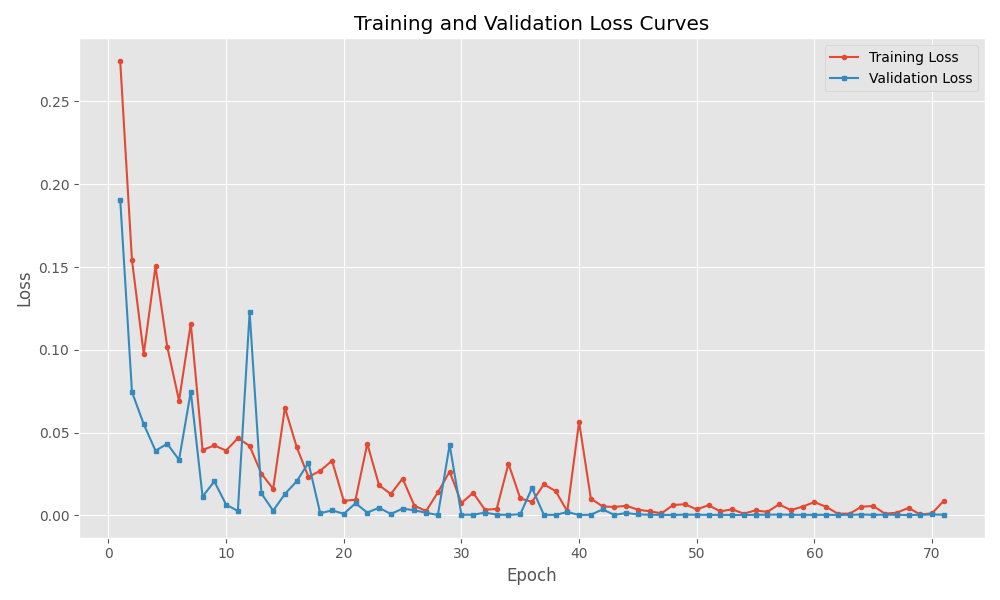 Training and Validation Loss Curves
Training Loss
Validation Loss
0.25
0.20
0.15
0.10
0.05
0.00
Loss
0 10 20 30 40 50 60 70
Epoch